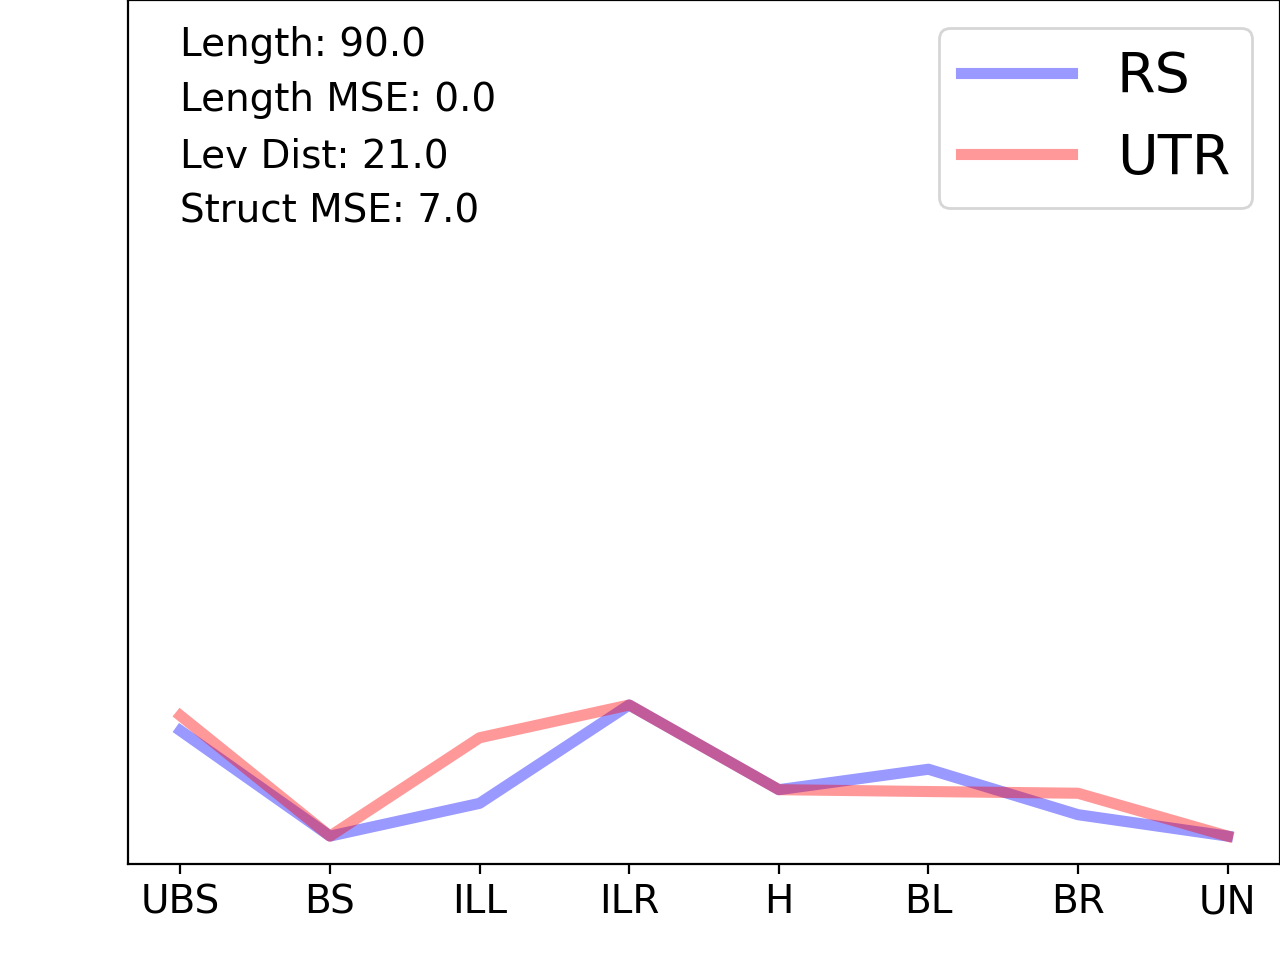 Length: 90.0
Length MSE: 0.0
Lev Dist: 21.0
Struct MSE: 7.0
RS
UTR
UBS BS ILL ILR H BL BR UN